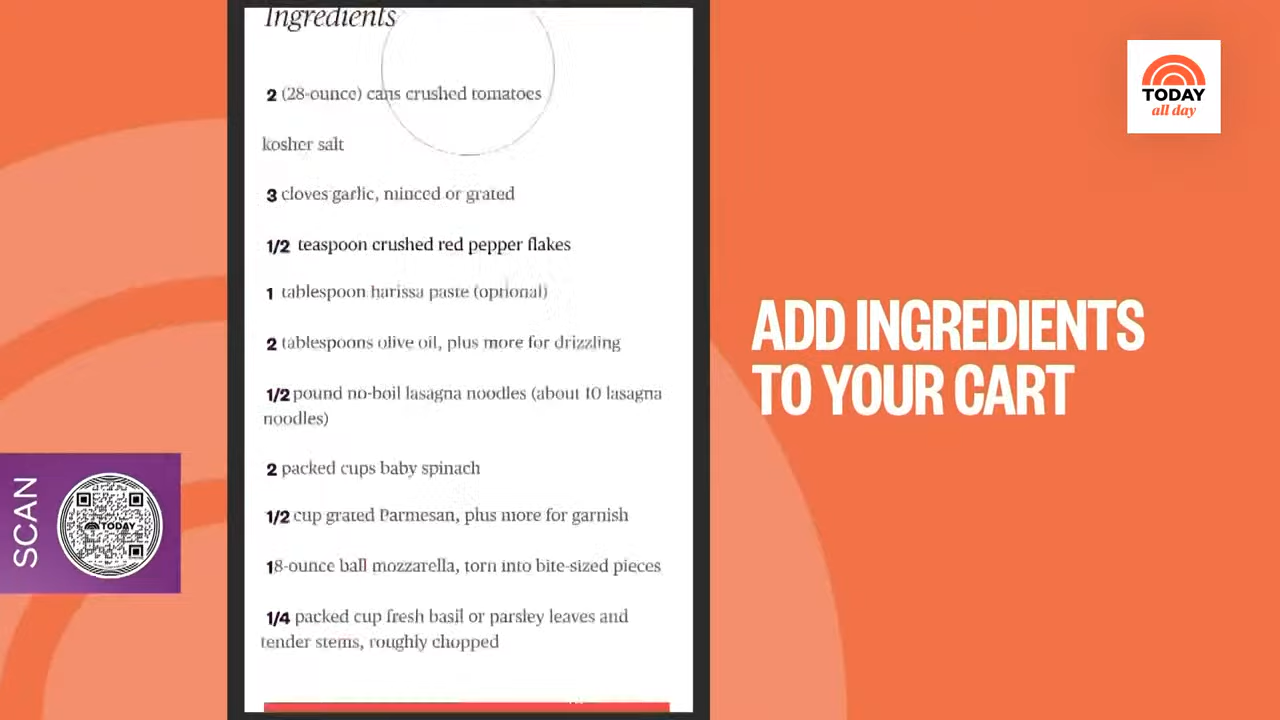 Ingredients
2 (28-ounce) cans crushed tomatoes
kosher salt
3 cloves garlic, minced or grated
1/2 teaspoon crushed red pepper flakes
1 tablespoon harissa paste (optional)
2 tablespoons olive oil, plus more for drizzling
1/2 pound no-boil lasagna noodles (about 10 lasagna
noodles)
2 packed cups baby spinach
1/2 cup grated Parmesan, plus more for garnish
18-ounce ball mozzarella, torn into bite-sized pieces
1/4 packed cup fresh basil or parsley leaves and
tender stems, roughly chopped
ADD INGREDIENTS
TO YOUR CART
TODAY
all day
SCAN
TODAY